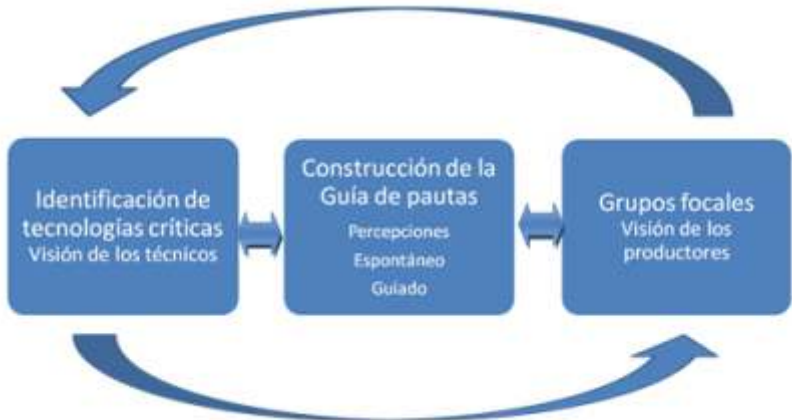 Identificación de
tecnologías críticas
Visión de los técnicos
Construcción de la
Guía de pautas
Percepciones
Espontáneo
Guiado
Grupos focales
Visión de los
productores